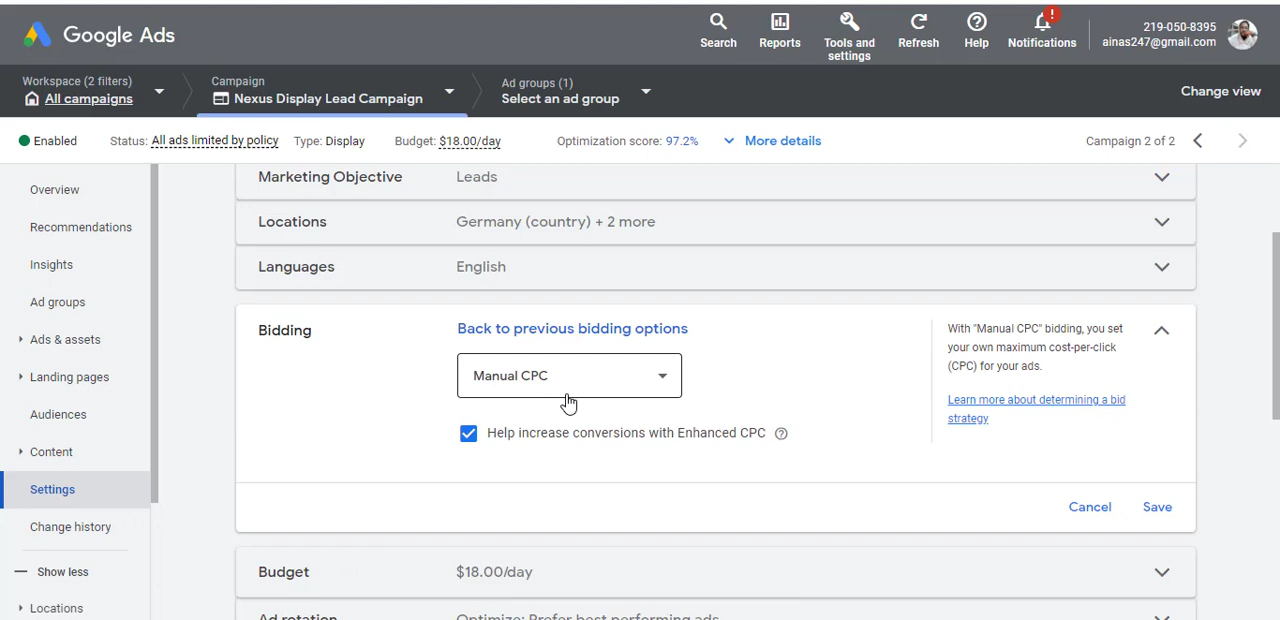 Google Ads
Search
Reports
Tools and
settings
Refresh
Help
!
Notifications
219-050-8395
ainas247@gmail.com
Workspace (2 filters)
All campaigns
Campaign
Nexus Display Lead Campaign
Ad groups (1)
Select an ad group
Change view
Enabled
Status: All ads limited by policy
Type: Display
Budget: $18.00/day
Optimization score: 97.2%
More details
Campaign 2 of 2
Overview
Recommendations
Insights
Ad groups
Ads & assets
Landing pages
Audiences
Content
Settings
Change history
Show less
Locations
Marketing Objective
Leads
Locations
Germany (country) + 2 more
Languages
English
Bidding
Back to previous bidding options
Manual CPC
Help increase conversions with Enhanced CPC ?
With "Manual CPC" bidding, you set
your own maximum cost-per-click
(CPC) for your ads.
Learn more about determining a bid
strategy
Cancel
Save
Budget
$18.00/day
Ad rotation
Optimize: Prefer best performing ads